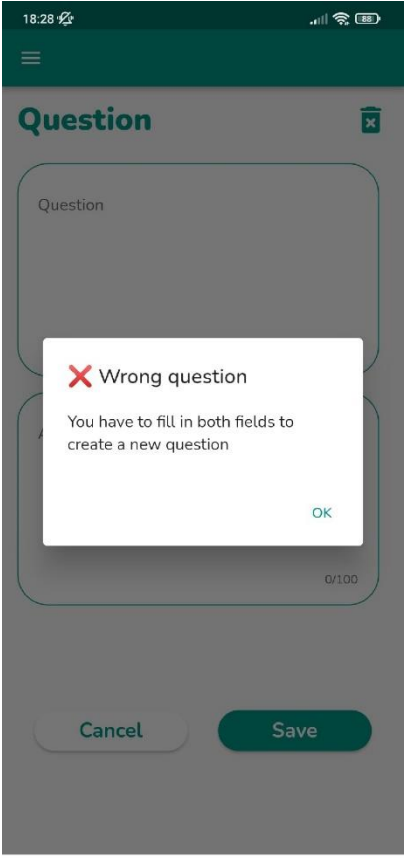 18:28
88
Question
Question
❌ Wrong question
You have to fill in both fields to
create a new question
OK
0/100
Cancel
Save